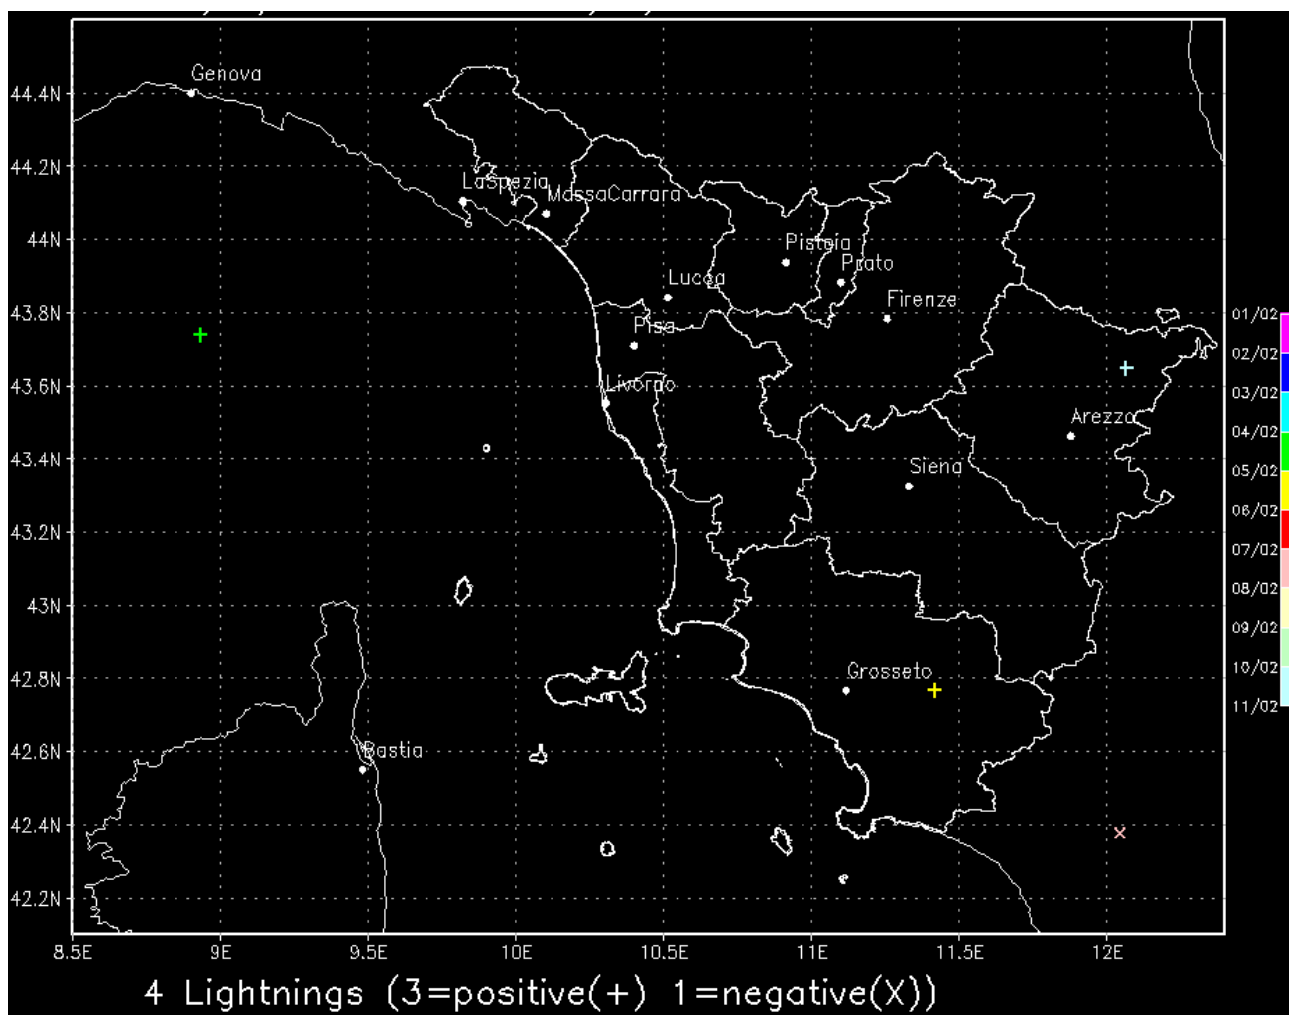 Genova
44.4N
44.2N
LaSpezia
MassaCarrara
44N
Pistoia
Prato
Lucca
Firenze
43.8N
01/02
Pisa
02/02
43.6N
Livorno
03/02
Arezzo
04/02
43.4N
Siena
05/02
43.2N
06/02
07/02
43N
08/02
09/02
42.8N
Grosseto
10/02
11/02
42.6N
Bastia
42.4N
42.2N
8.5E 9E 9.5E 10E 10.5E 11E 11.5E 12E
4 Lightnings (3=positive(+) 1=negative(X))